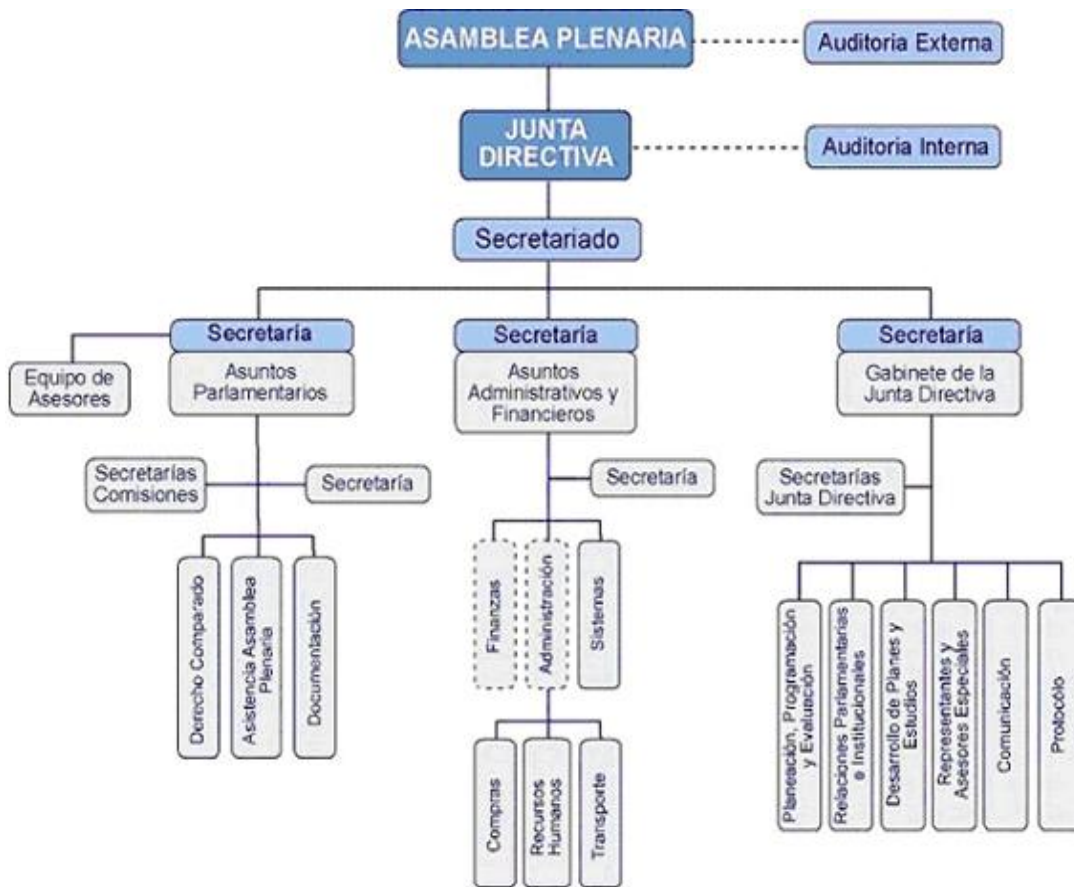 ASAMBLEA PLENARIA
Auditoria Externa
JUNTA
DIRECTIVA
Auditoria Interna
Secretariado
Secretaría
Secretaría
Secretaría
Equipo de
Asesores
Asuntos
Parlamentarios
Asuntos
Administrativos y
Financieros
Gabinete de la
Junta Directiva
Secretarías
Comisiones
Secretaría
Secretaría
Secretarías
Junta Directiva
Derecho Comparado
Asistencia Asamblea
Plenaria
Documentación
Finanzas
Administración
Sistemas
Planeación, Programación
y Evaluación
Relaciones Parlamentarias
e Institucionales
Desarrollo de Planes y
Estudios
Representantes y
Asesores Especiales
Comunicación
Protocolo
Compras
Recursos
Humanos
Transporte